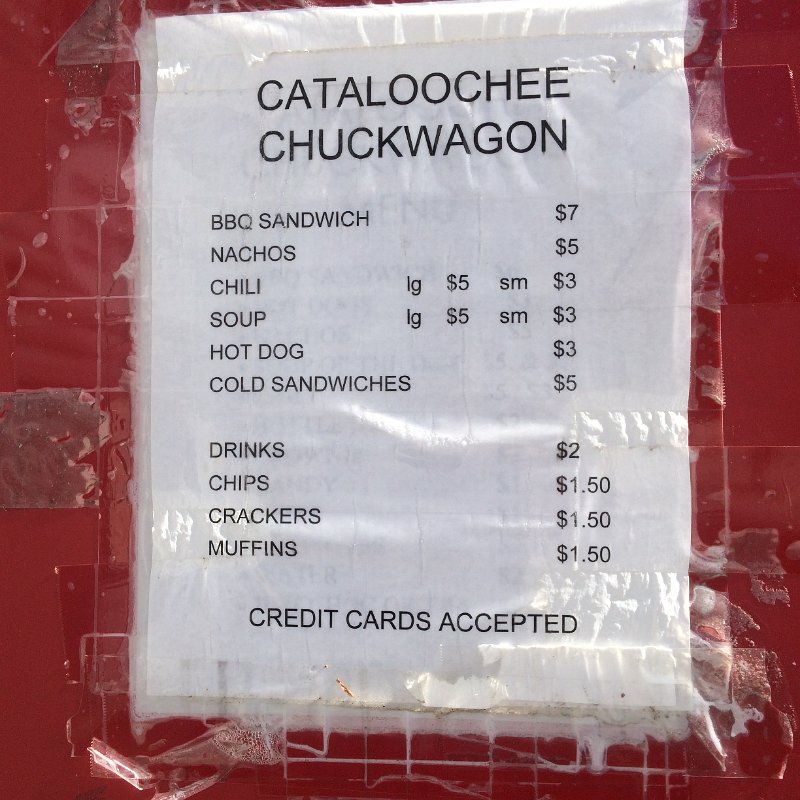 CATALOOCHEE
CHUCKWAGON
BBQ SANDWICH $7
NACHOS $5
CHILI lg $5 sm $3
SOUP lg $5 sm $3
HOT DOG $3
COLD SANDWICHES $5
DRINKS $2
CHIPS $1.50
CRACKERS $1.50
MUFFINS $1.50
CREDIT CARDS ACCEPTED